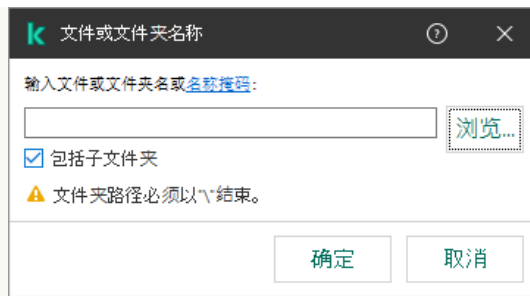 文件或文件夹名称
输入文件或文件夹名或名称掩码:
浏览...
包括子文件夹
文件夹路径必须以"\"结束。
确定
取消